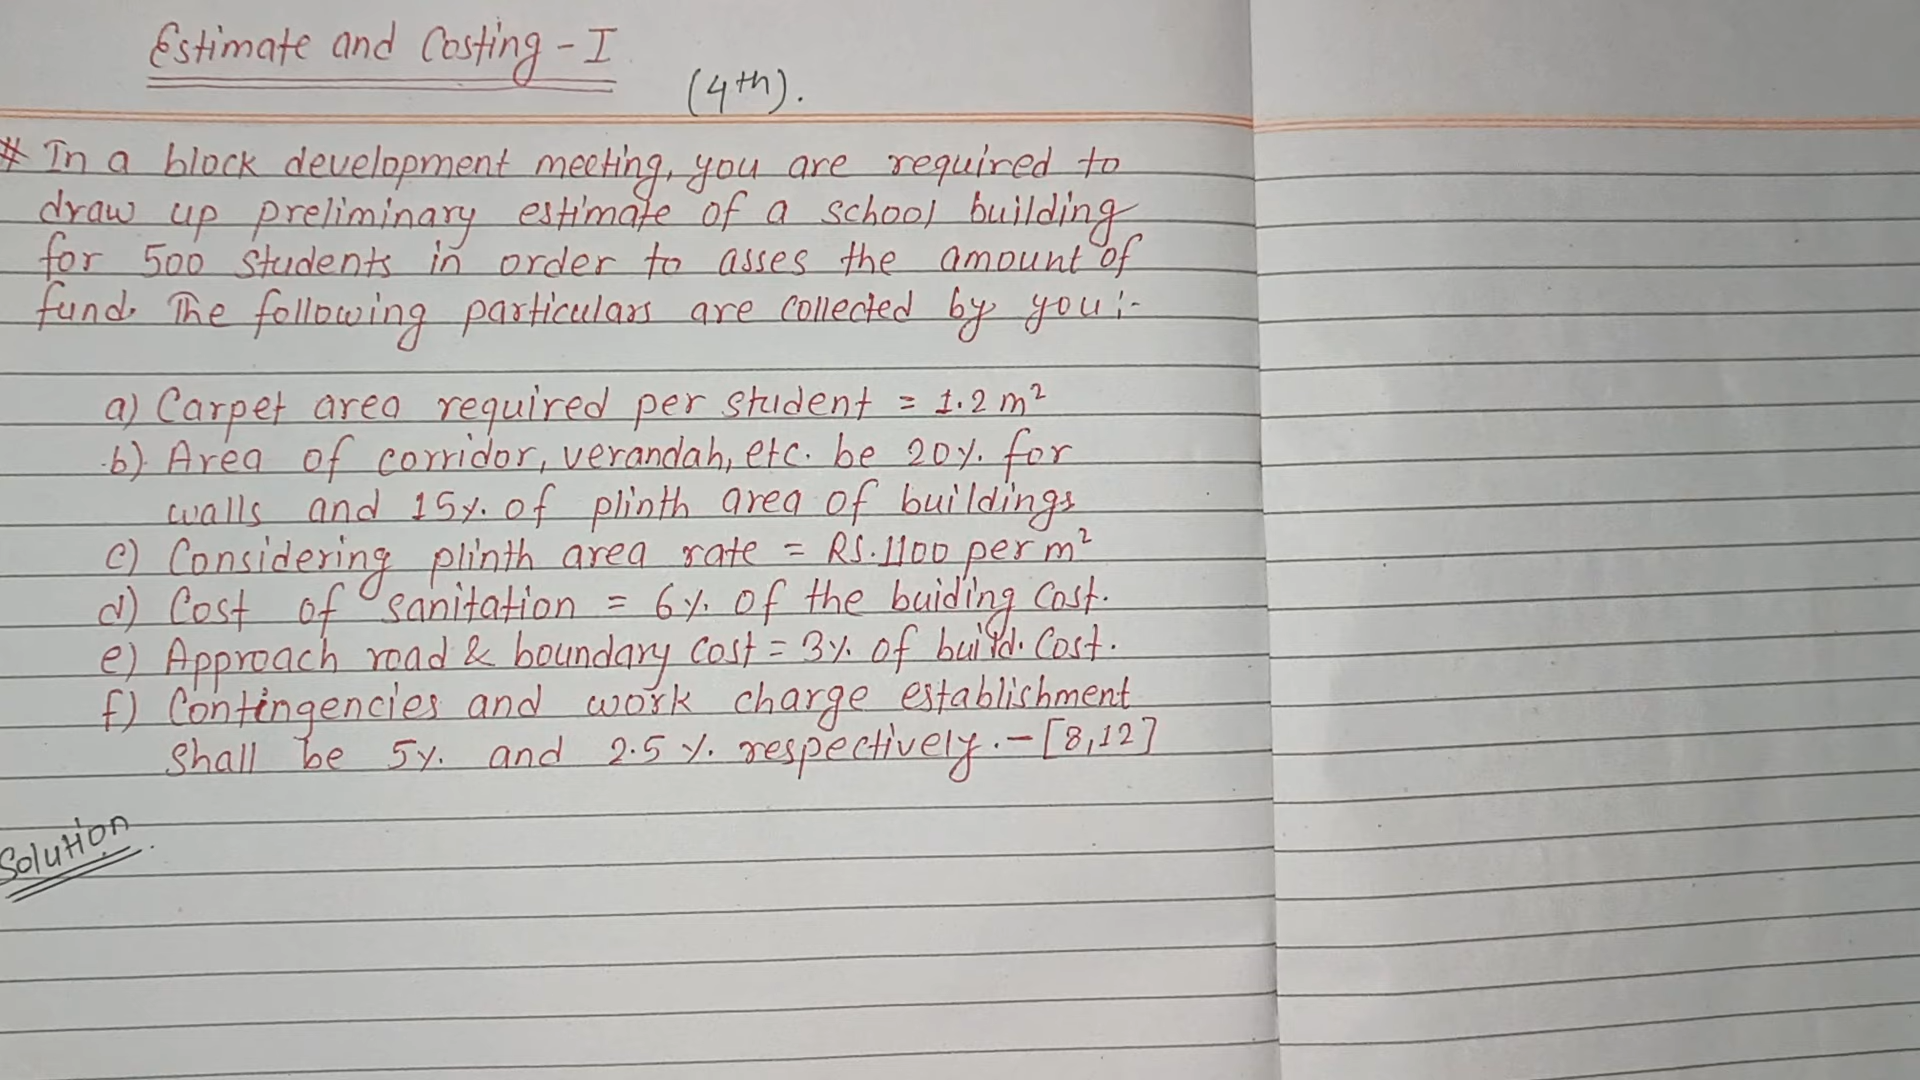 Estimate and Costing - I
(4th).
# In a block development meeting, you are required to
draw up preliminary estimate of a school building
for 500 students in order to asses the amount of
fund. The following particulars are collected by you :-
a) Carpet area required per student = 1.2 m²
b) Area of corridor, verandah, etc. be 20%. for
walls and 15%. of plinth area of buildings
c) Considering plinth area rate = RS. 1100 per m²
d) Cost of sanitation = 6%. of the buiding cost.
e) Approach road & boundary cost = 3%. of build. Cost.
f) Contingencies and work charge establishment
shall be 5%. and 2.5%. respectively. - [8,12]
Solution